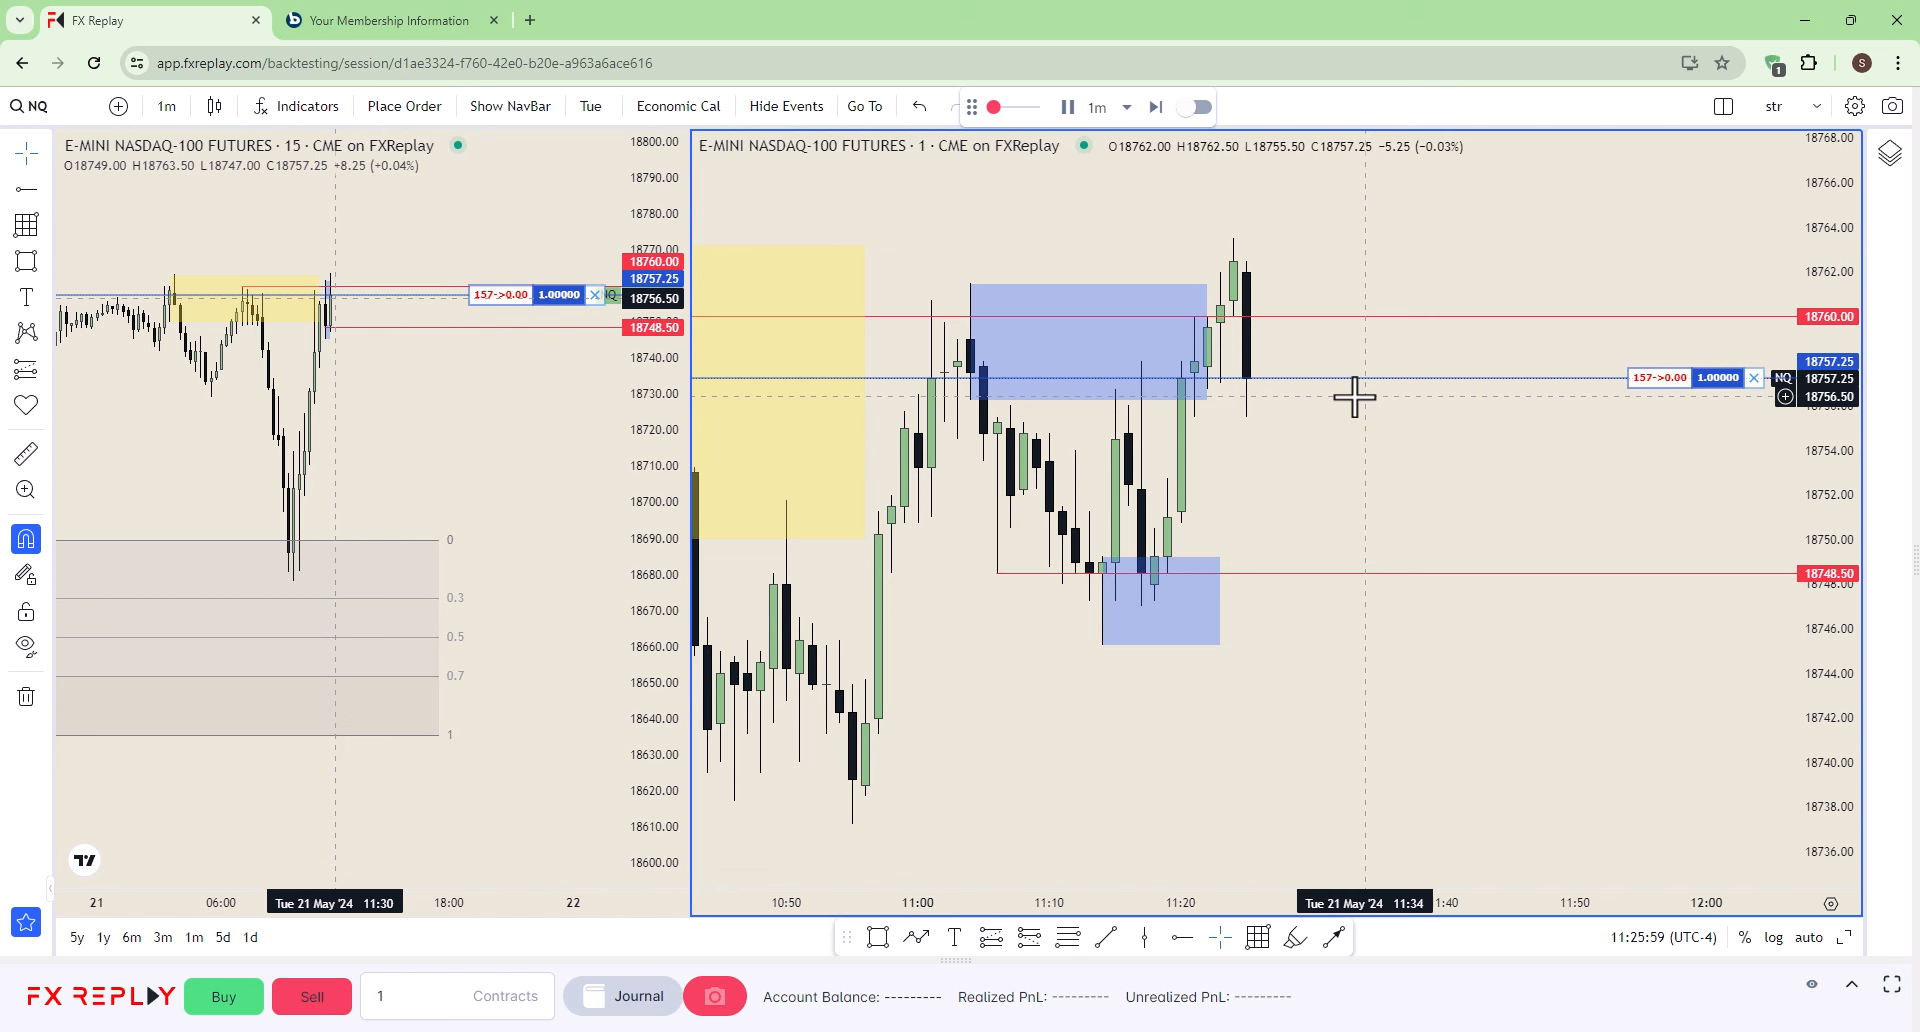 FX Replay
Your Membership Information
app.fxreplay.com/backtesting/session/d1ae3324-f760-42e0-b20e-a963a6ace616
1
S
NQ
1m
Indicators
Place Order
Show NavBar
Tue
Economic Cal
Hide Events
Go To
1m
str
E-MINI NASDAQ-100 FUTURES · 15 · CME on FXReplay
O18749.00 H18763.50 L18747.00 C18757.25 +8.25 (+0.04%)
18800.00
18790.00
18780.00
18770.00
18760.00
18757.25
157->0.00 1.00000
18756.50
18748.50
18740.00
18730.00
18720.00
18710.00
18700.00
18690.00
18680.00
18670.00
18660.00
18650.00
18640.00
18630.00
18620.00
18610.00
18600.00
0
0.3
0.5
0.7
1
21
06:00
Tue 21 May '24 11:30
18:00
22
E-MINI NASDAQ-100 FUTURES · 1 · CME on FXReplay
O18762.00 H18762.50 L18755.50 C18757.25 −5.25 (−0.03%)
18768.00
18766.00
18764.00
18762.00
18760.00
18757.25
157->0.00 1.00000
NQ 18757.25
18756.50
18754.00
18752.00
18750.00
18748.50
18748.00
18746.00
18744.00
18742.00
18740.00
18738.00
18736.00
10:50
11:00
11:10
11:20
Tue 21 May '24 11:34
1:40
11:50
12:00
5y 1y 6m 3m 1m 5d 1d
11:25:59 (UTC-4)
% log auto
FX REPLAY
Buy
Sell
1 Contracts
Journal
Account Balance: ---------
Realized PnL: ---------
Unrealized PnL: ---------